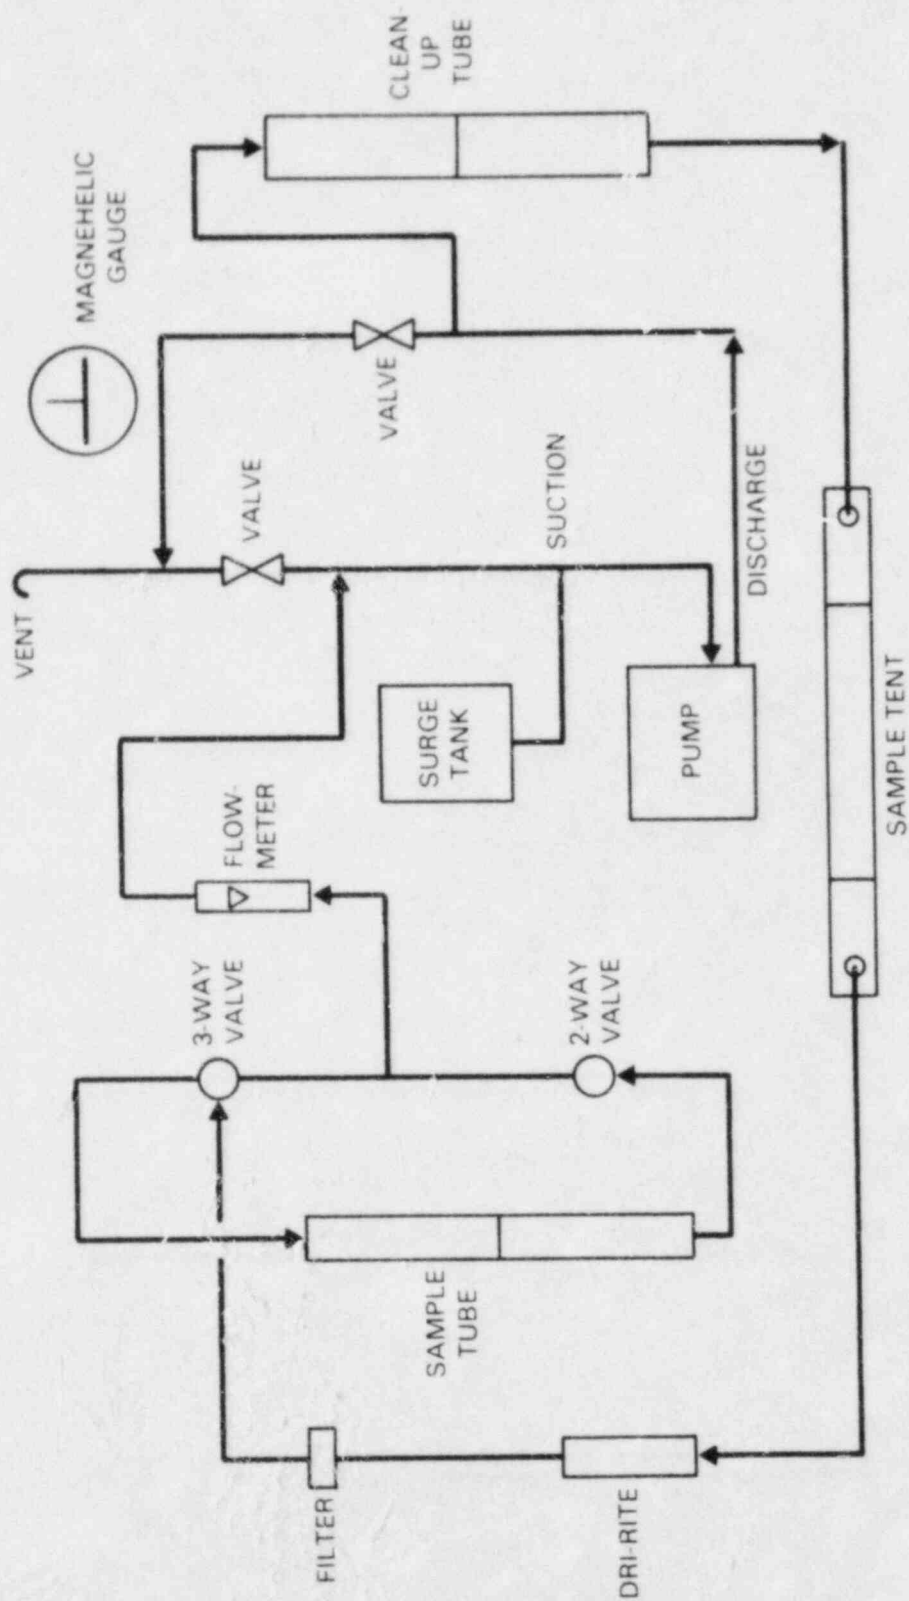 VENT
MAGNEHELIC
GAUGE
CLEAN-
UP
TUBE
3-WAY
VALVE
FLOW-
METER
VALVE
VALVE
FILTER
SAMPLE
TUBE
SURGE
TANK
SUCTION
DRI-RITE
2-WAY
VALVE
PUMP
DISCHARGE
SAMPLE TENT